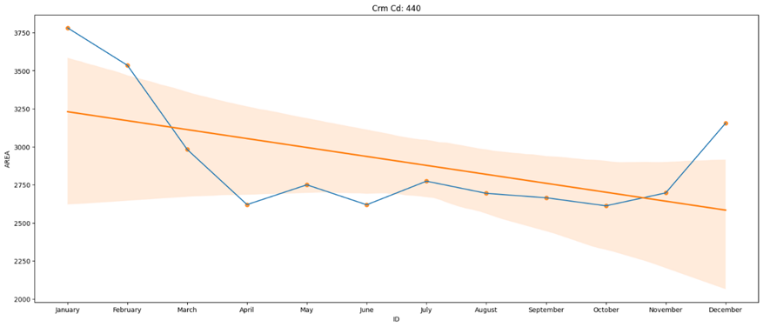 Crm Cd: 440
3750
3500
3250
3000
2750
2500
2250
2000
AREA
January February March April May June July August September October November December
ID